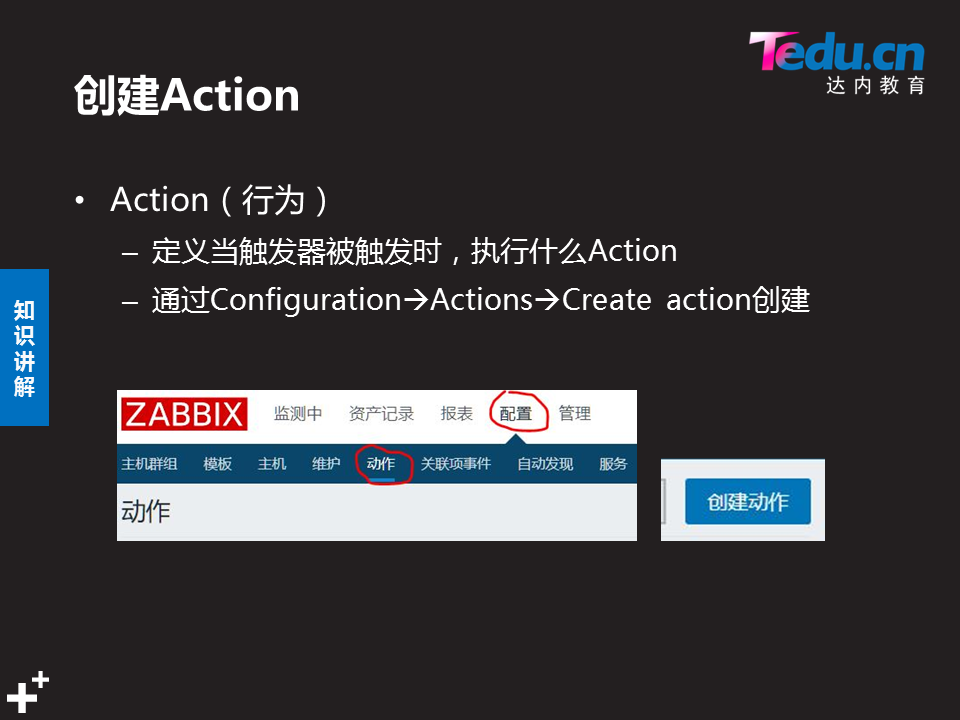 Tedu.cn
达内教育
创建Action
• Action（行为）
– 定义当触发器被触发时，执行什么Action
– 通过Configuration→Actions→Create action创建
知识讲解
ZABBIX 监测中 资产记录 报表 配置 管理
主机群组 模板 主机 维护 动作 关联项事件 自动发现 服务
动作
创建动作